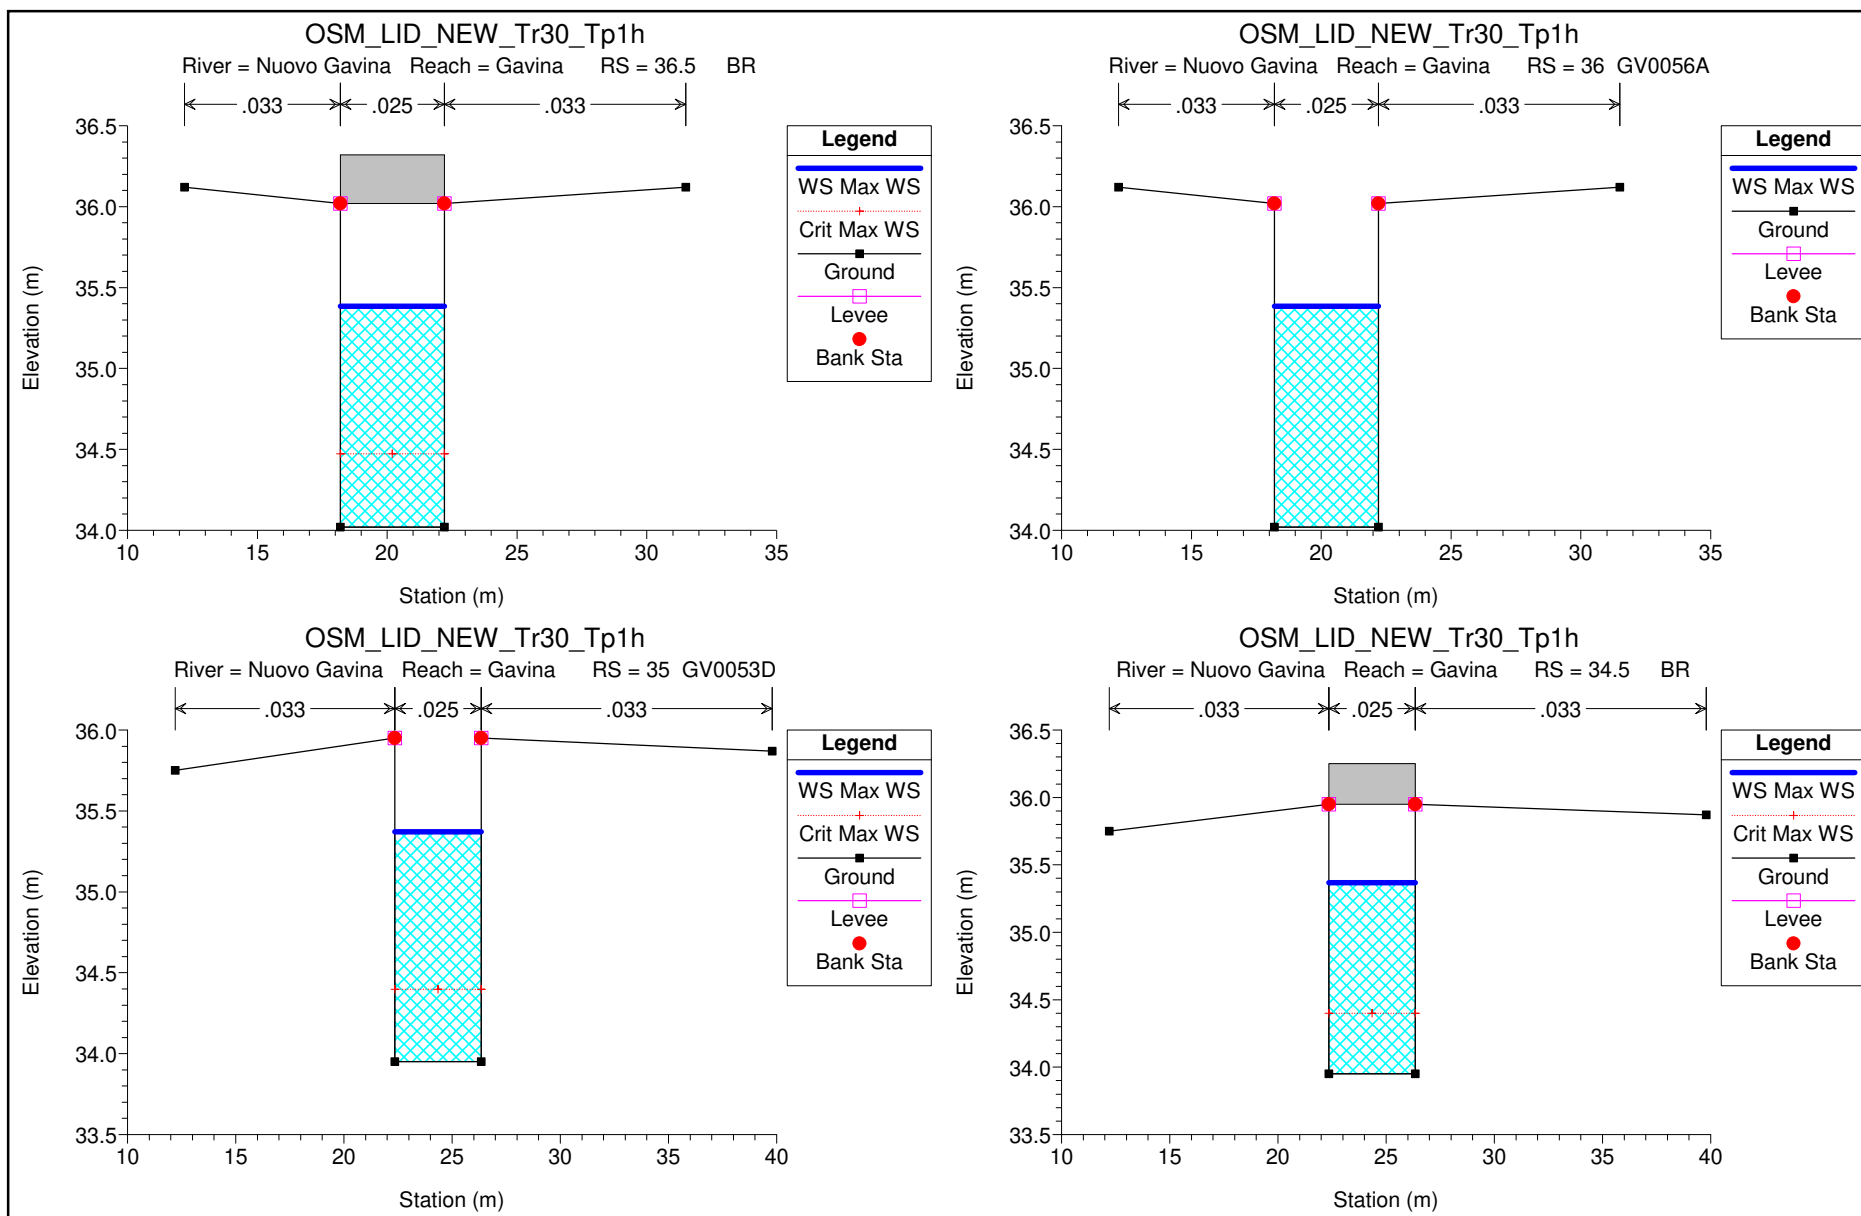 OSM_LID_NEW_Tr30_Tp1h
River = Nuovo Gavina Reach = Gavina RS = 36.5 BR
.033 .025 .033
36.5
36.0
35.5
35.0
34.5
34.0
10 15 20 25 30 35
Station (m)
Elevation (m)
Legend
WS Max WS
Crit Max WS
Ground
Levee
Bank Sta
OSM_LID_NEW_Tr30_Tp1h
River = Nuovo Gavina Reach = Gavina RS = 36 GV0056A
.033 .025 .033
36.5
36.0
35.5
35.0
34.5
34.0
10 15 20 25 30 35
Station (m)
Elevation (m)
Legend
WS Max WS
Ground
Levee
Bank Sta
OSM_LID_NEW_Tr30_Tp1h
River = Nuovo Gavina Reach = Gavina RS = 35 GV0053D
.033 .025 .033
36.0
35.5
35.0
34.5
34.0
33.5
10 15 20 25 30 35 40
Station (m)
Elevation (m)
Legend
WS Max WS
Crit Max WS
Ground
Levee
Bank Sta
OSM_LID_NEW_Tr30_Tp1h
River = Nuovo Gavina Reach = Gavina RS = 34.5 BR
.033 .025 .033
36.5
36.0
35.5
35.0
34.5
34.0
33.5
10 15 20 25 30 35 40
Station (m)
Elevation (m)
Legend
WS Max WS
Crit Max WS
Ground
Levee
Bank Sta